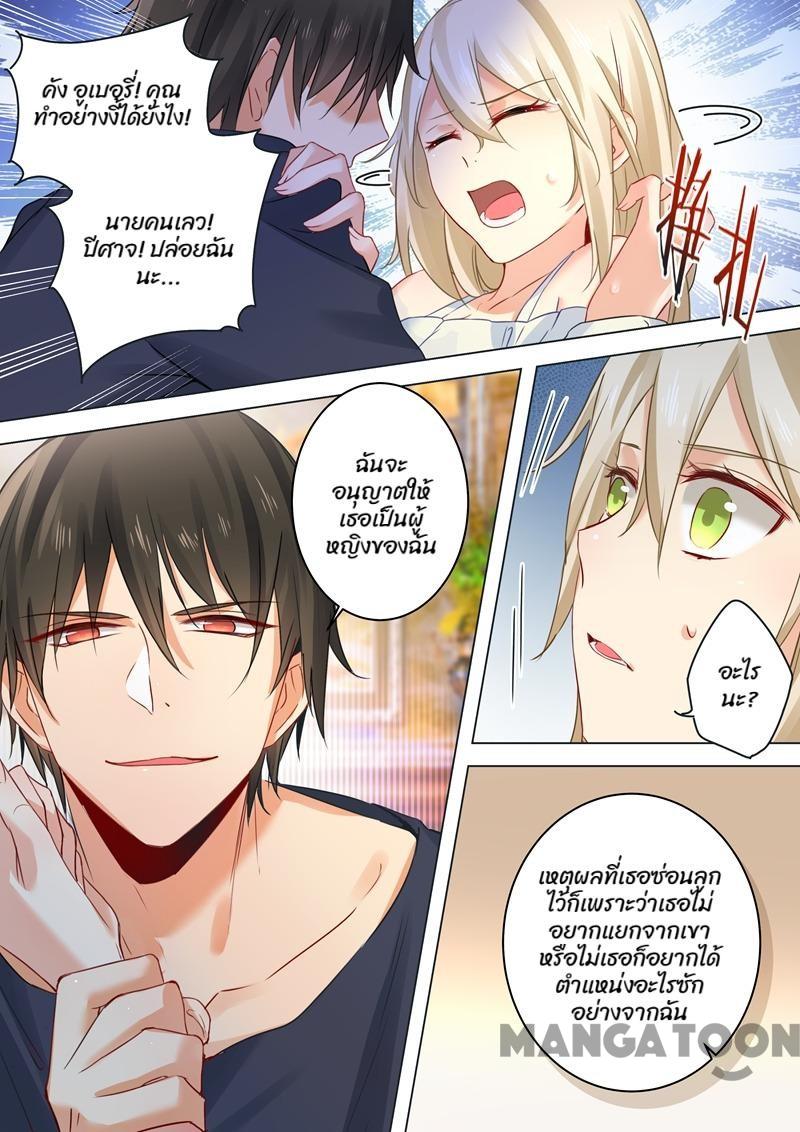 คัง อูเบอรี่! คุณ
ทำอย่างงี้ได้ยังไง!
นายคนเลว!
ปีศาจ! ปล่อยฉัน
นะ...
挣扎
ฉันจะ
อนุญาตให้
เธอเป็นผู้
หญิงของฉัน
อะไร
นะ?
เหตุผลที่เธอซ่อนลูก
ไว้ก็เพราะว่าเธอไม่
อยากแยกจากเขา
หรือไม่เธอก็อยากได้
ตำแหน่งอะไรซัก
อย่างจากฉัน
MANGATOON